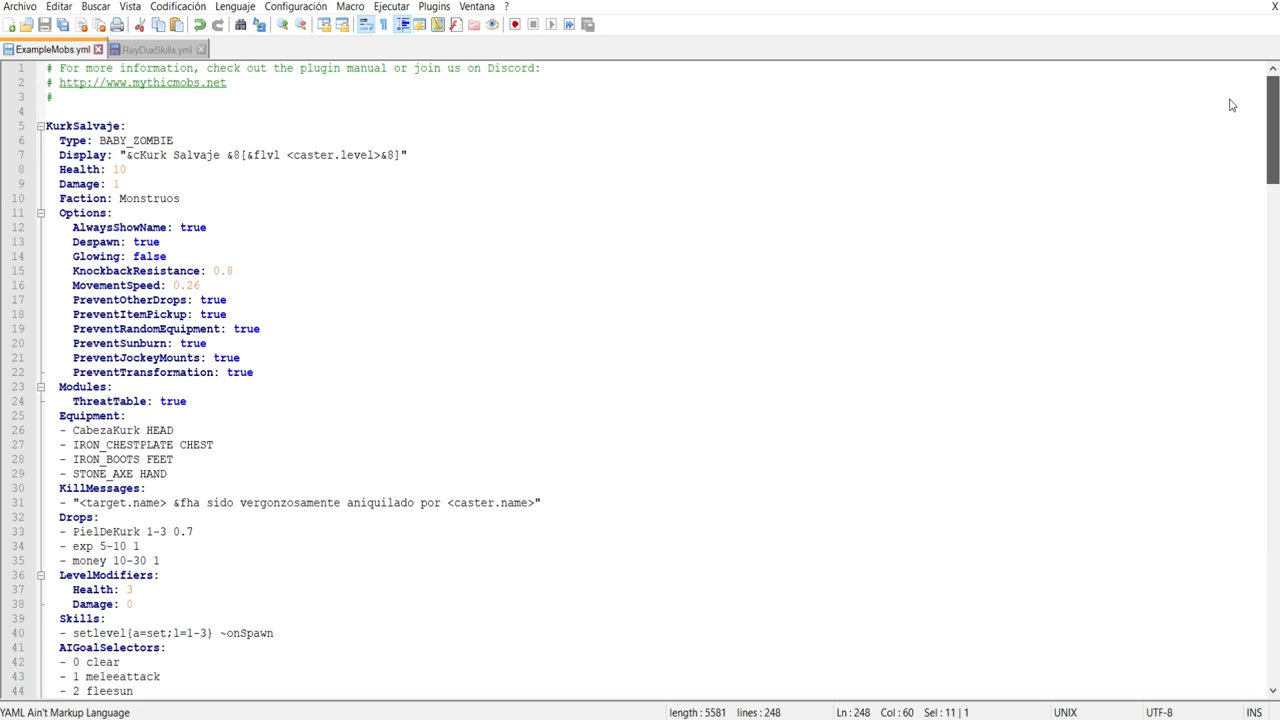 Archivo Editar Buscar Vista Codificación Lenguaje Configuración Macro Ejecutar Plugins Ventana ? X
ExampleMobs.yml ReyDuxSkills.yml
1 # For more information, check out the plugin manual or join us on Discord:
2 # http://www.mythicmobs.net
3 #
4
5 KurkSalvaje:
6 Type: BABY_ZOMBIE
7 Display: "&cKurk Salvaje &8[&flvl <caster.level>&8]"
8 Health: 10
9 Damage: 1
10 Faction: Monstruos
11 Options:
12 AlwaysShowName: true
13 Despawn: true
14 Glowing: false
15 KnockbackResistance: 0.8
16 MovementSpeed: 0.26
17 PreventOtherDrops: true
18 PreventItemPickup: true
19 PreventRandomEquipment: true
20 PreventSunburn: true
21 PreventJockeyMounts: true
22 PreventTransformation: true
23 Modules:
24 ThreatTable: true
25 Equipment:
26 - CabezaKurk HEAD
27 - IRON_CHESTPLATE CHEST
28 - IRON_BOOTS FEET
29 - STONE_AXE HAND
30 KillMessages:
31 - "<target.name> &fha sido vergonzosamente aniquilado por <caster.name>"
32 Drops:
33 - PielDeKurk 1-3 0.7
34 - exp 5-10 1
35 - money 10-30 1
36 LevelModifiers:
37 Health: 3
38 Damage: 0
39 Skills:
40 - setlevel{a=set;l=1-3} ~onSpawn
41 AIGoalSelectors:
42 - 0 clear
43 - 1 meleeattack
44 - 2 fleesun
YAML Ain't Markup Language length : 5581 lines : 248 Ln : 248 Col : 60 Sel : 11 | 1 UNIX UTF-8 INS